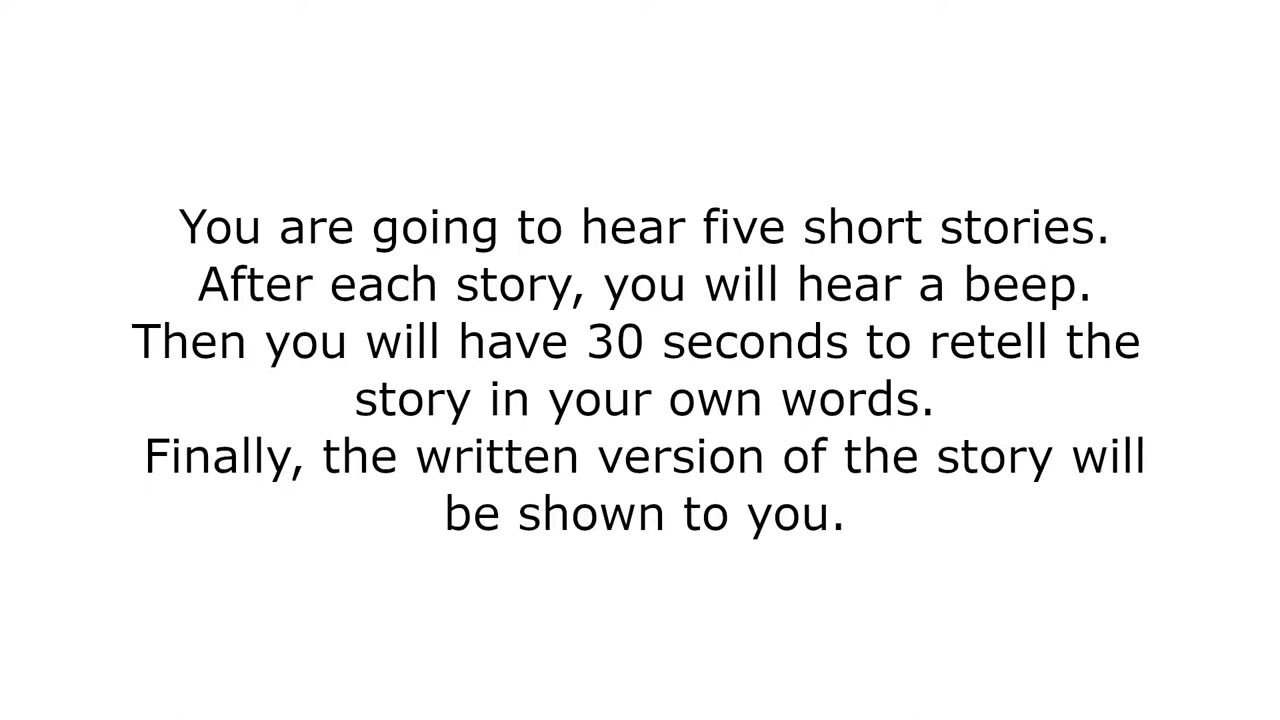 You are going to hear five short stories.
After each story, you will hear a beep.
Then you will have 30 seconds to retell the
story in your own words.
Finally, the written version of the story will
be shown to you.